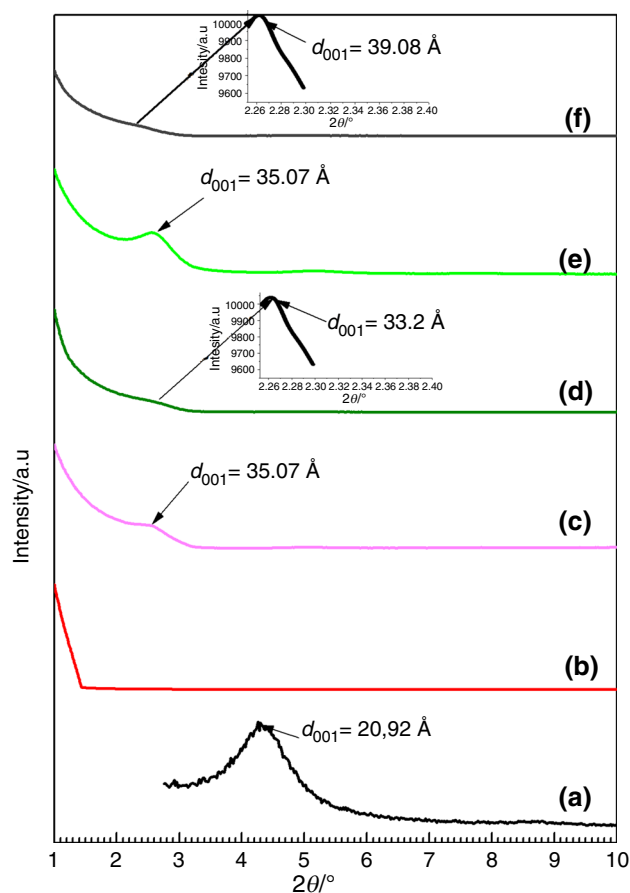 Intesity/a.u
10000
9900
9800
9700
9600
2.26 2.28 2.30 2.32 2.34 2.36 2.38 2.40
2θ/°
d001= 39.08 Å
(f)
d001= 35.07 Å
(e)
Intesity/a.u
10000
9900
9800
9700
9600
2.26 2.28 2.30 2.32 2.34 2.36 2.38 2.40
2θ/°
d001= 33.2 Å
(d)
d001= 35.07 Å
(c)
Intensity/a.u
(b)
d001= 20,92 Å
(a)
1 2 3 4 5 6 7 8 9 10
2θ/°